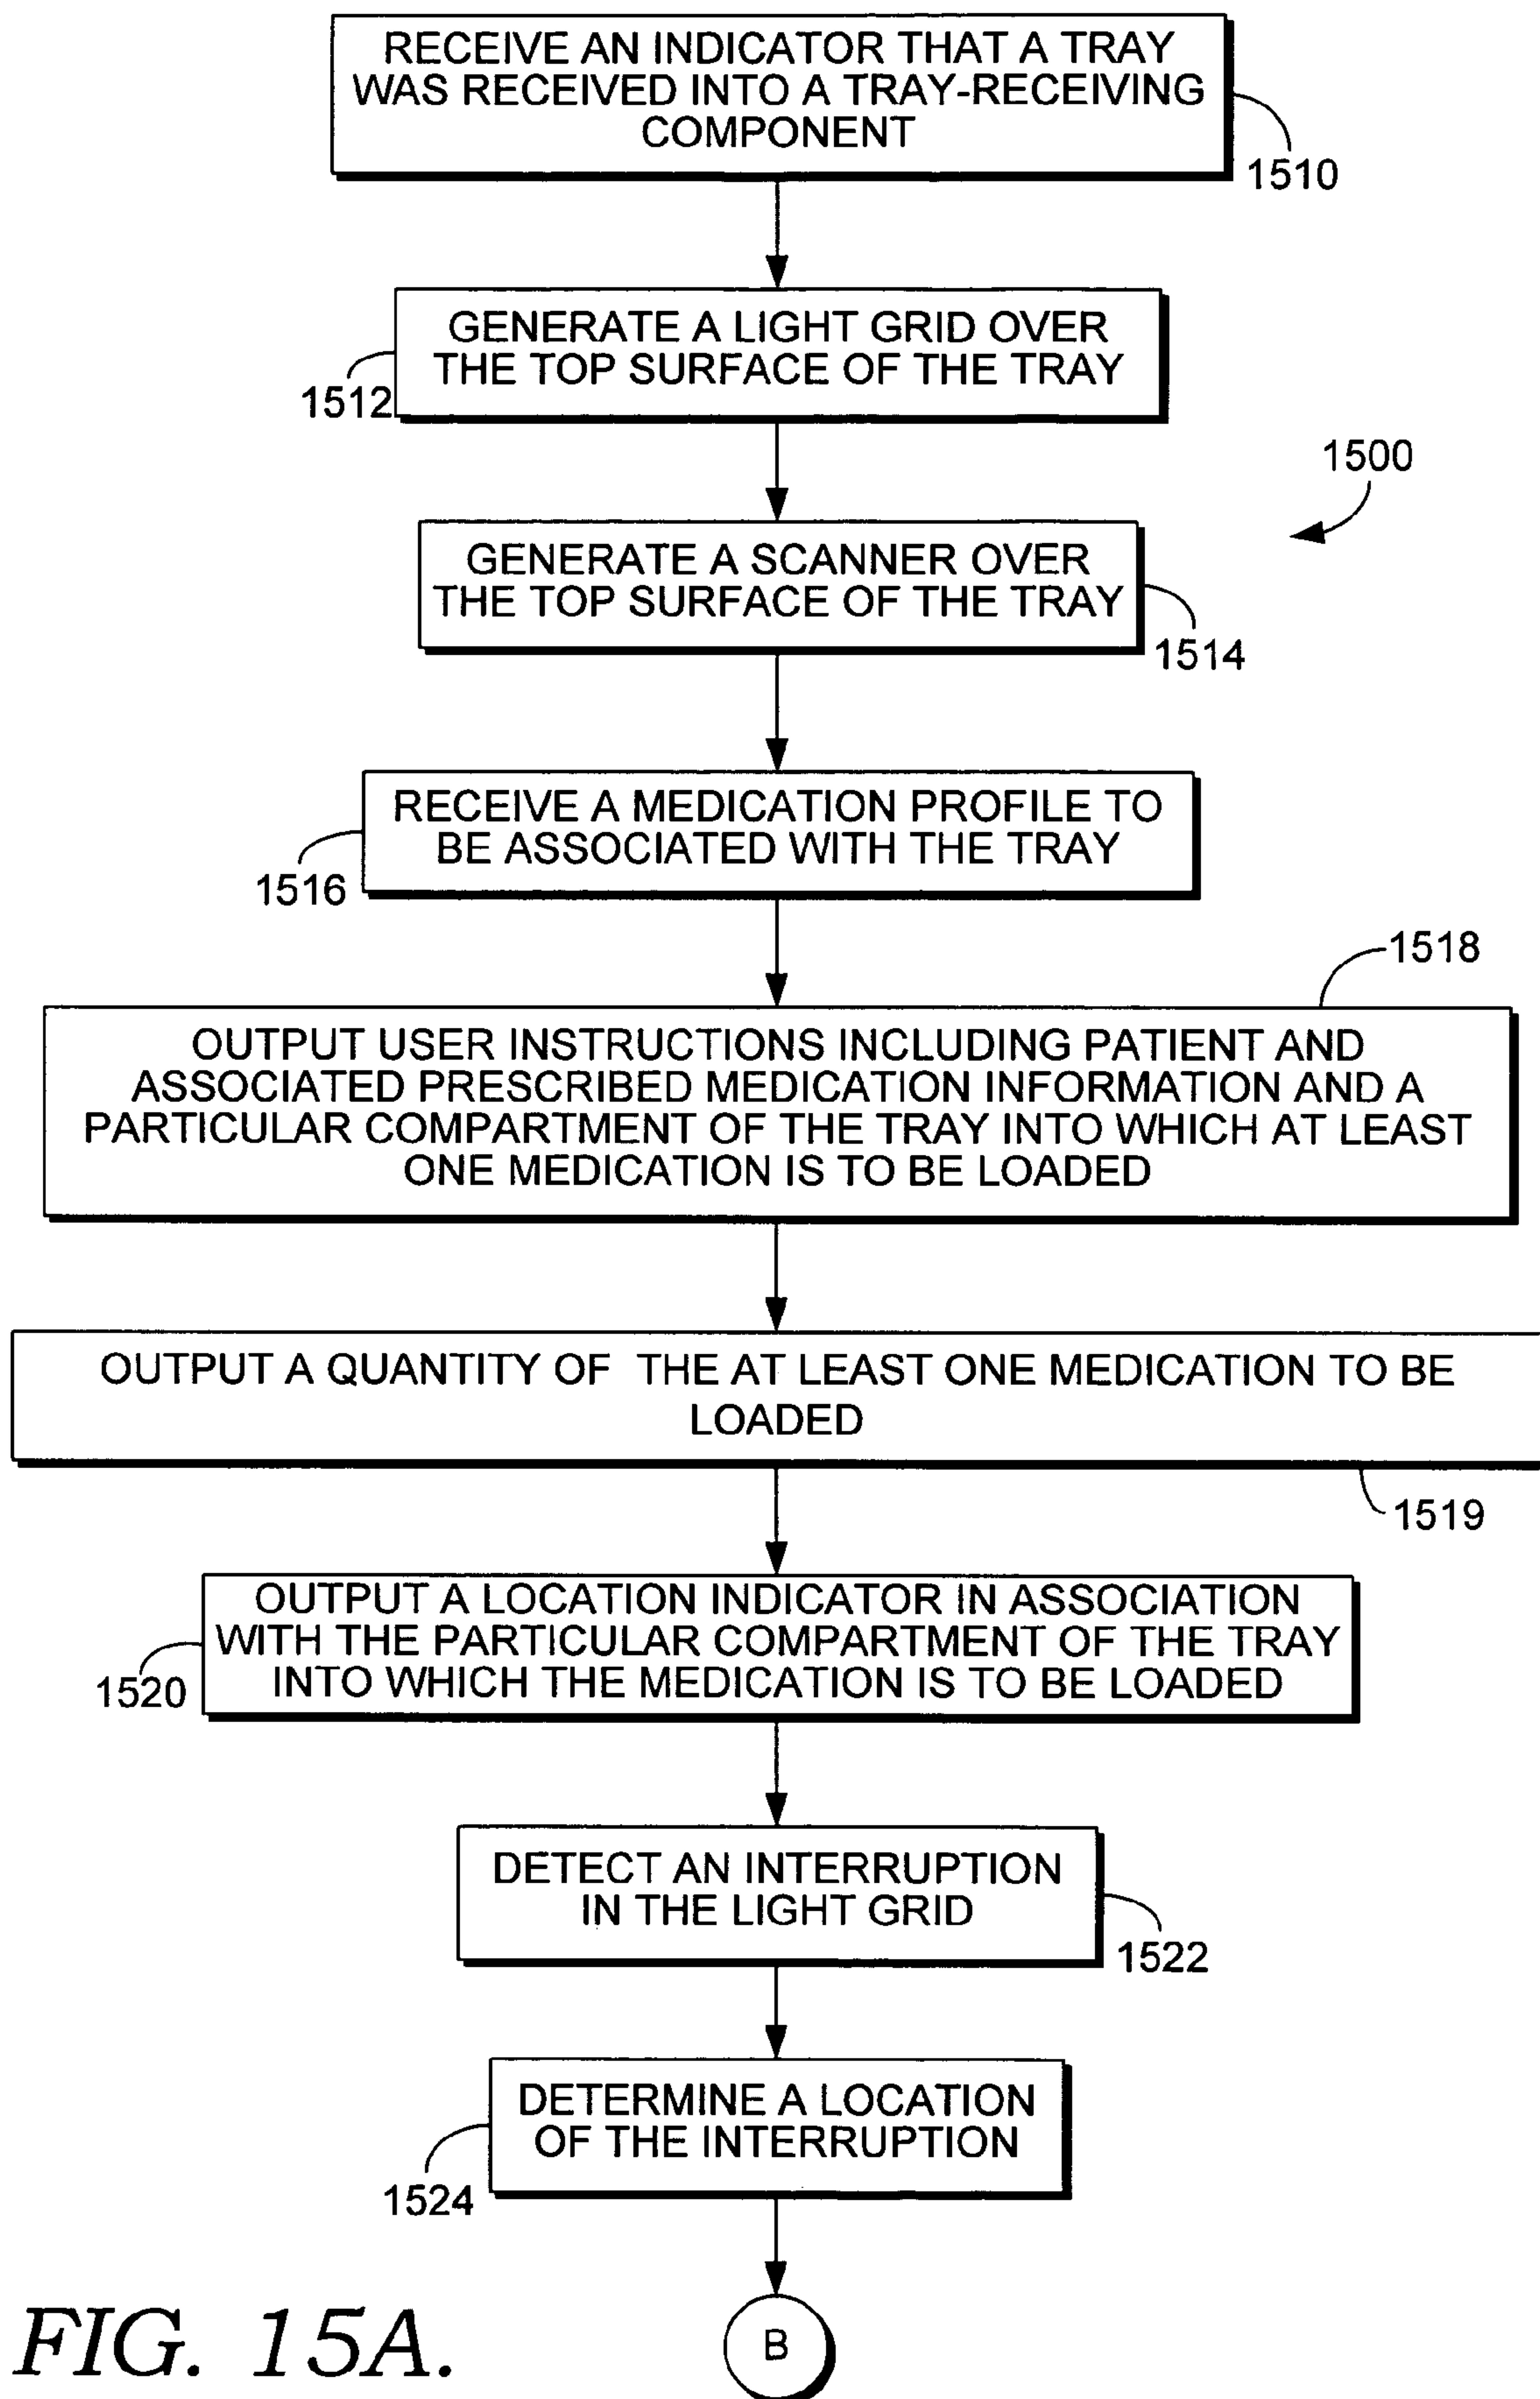 RECEIVE AN INDICATOR THAT A TRAY
WAS RECEIVED INTO A TRAY-RECEIVING
COMPONENT
1510
GENERATE A LIGHT GRID OVER
THE TOP SURFACE OF THE TRAY
1512
1500
GENERATE A SCANNER OVER
THE TOP SURFACE OF THE TRAY
1514
RECEIVE A MEDICATION PROFILE TO
BE ASSOCIATED WITH THE TRAY
1516
1518
OUTPUT USER INSTRUCTIONS INCLUDING PATIENT AND
ASSOCIATED PRESCRIBED MEDICATION INFORMATION AND A
PARTICULAR COMPARTMENT OF THE TRAY INTO WHICH AT LEAST
ONE MEDICATION IS TO BE LOADED
OUTPUT A QUANTITY OF THE AT LEAST ONE MEDICATION TO BE
LOADED
1519
OUTPUT A LOCATION INDICATOR IN ASSOCIATION
WITH THE PARTICULAR COMPARTMENT OF THE TRAY
INTO WHICH THE MEDICATION IS TO BE LOADED
1520
DETECT AN INTERRUPTION
IN THE LIGHT GRID
1522
DETERMINE A LOCATION
OF THE INTERRUPTION
1524
B
FIG. 15A.